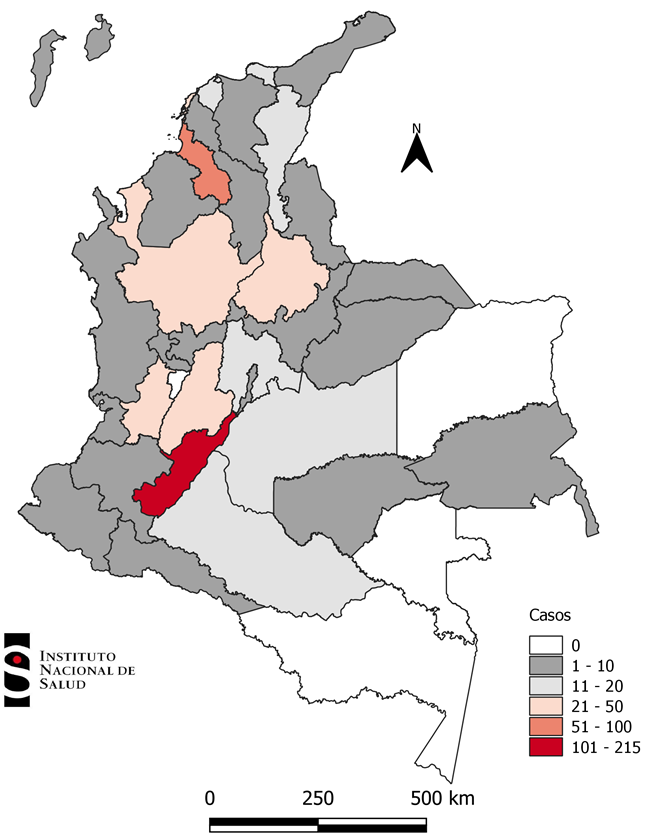 N
Casos
0
1 - 10
11 - 20
21 - 50
51 - 100
101 - 215
INSTITUTO
NACIONAL DE
SALUD
0 250 500 km